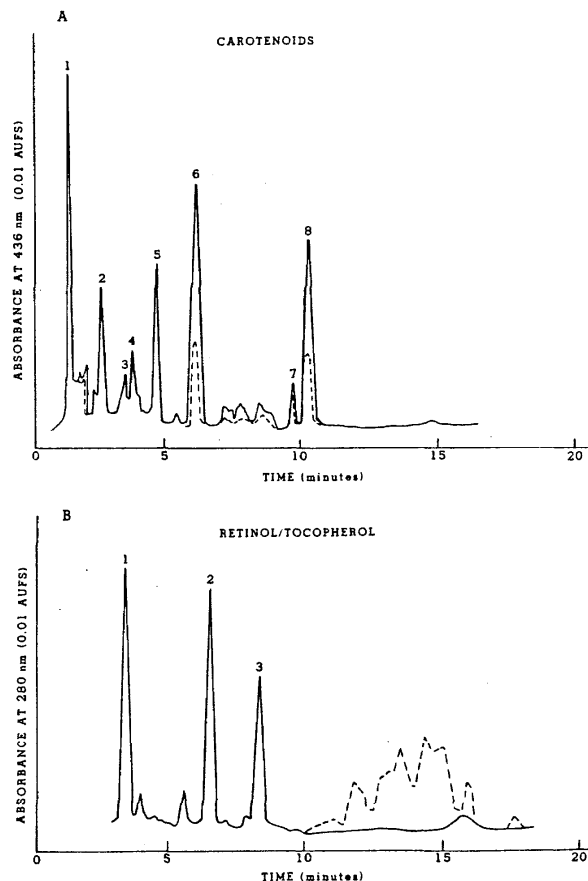 A
CAROTENOIDS
ABSORBANCE AT 436 nm (0.01 AUFS)
1
2
3
4
5
6
7
8
0 5 10 15 20
TIME (minutes)
B
RETINOL/TOCOPHEROL
ABSORBANCE AT 280 nm (0.01 AUFS)
1
2
3
0 5 10 15 20
TIME (minutes)